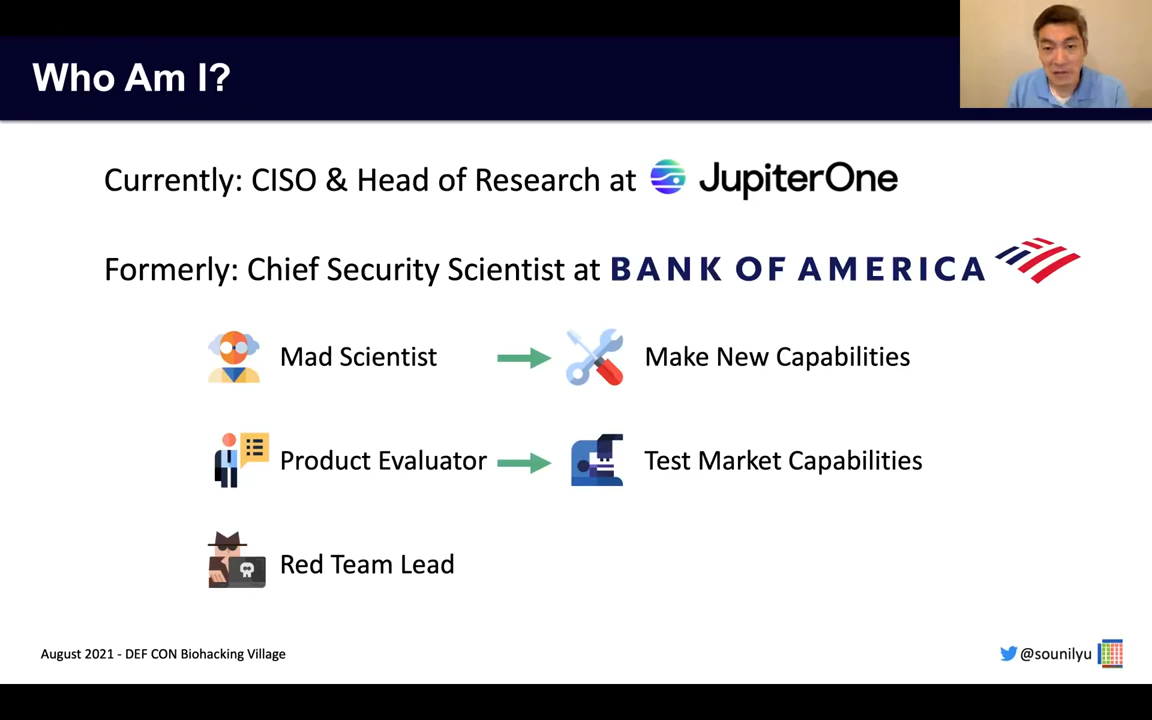 Who Am I?
Currently: CISO & Head of Research at JupiterOne
Formerly: Chief Security Scientist at BANK OF AMERICA
Mad Scientist Make New Capabilities
Product Evaluator Test Market Capabilities
Red Team Lead
August 2021 - DEF CON Biohacking Village @sounilyu